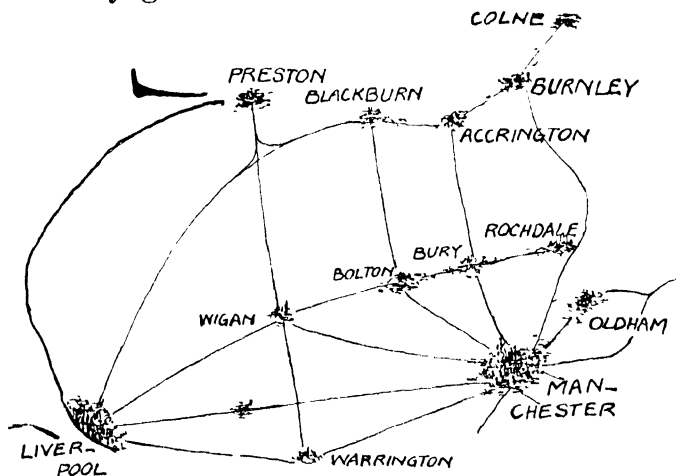 COLNE
PRESTON
BLACKBURN
BURNLEY
ACCRINGTON
ROCHDALE
BURY
BOLTON
WIGAN
OLDHAM
MAN-
CHESTER
LIVER-
POOL
WARRINGTON